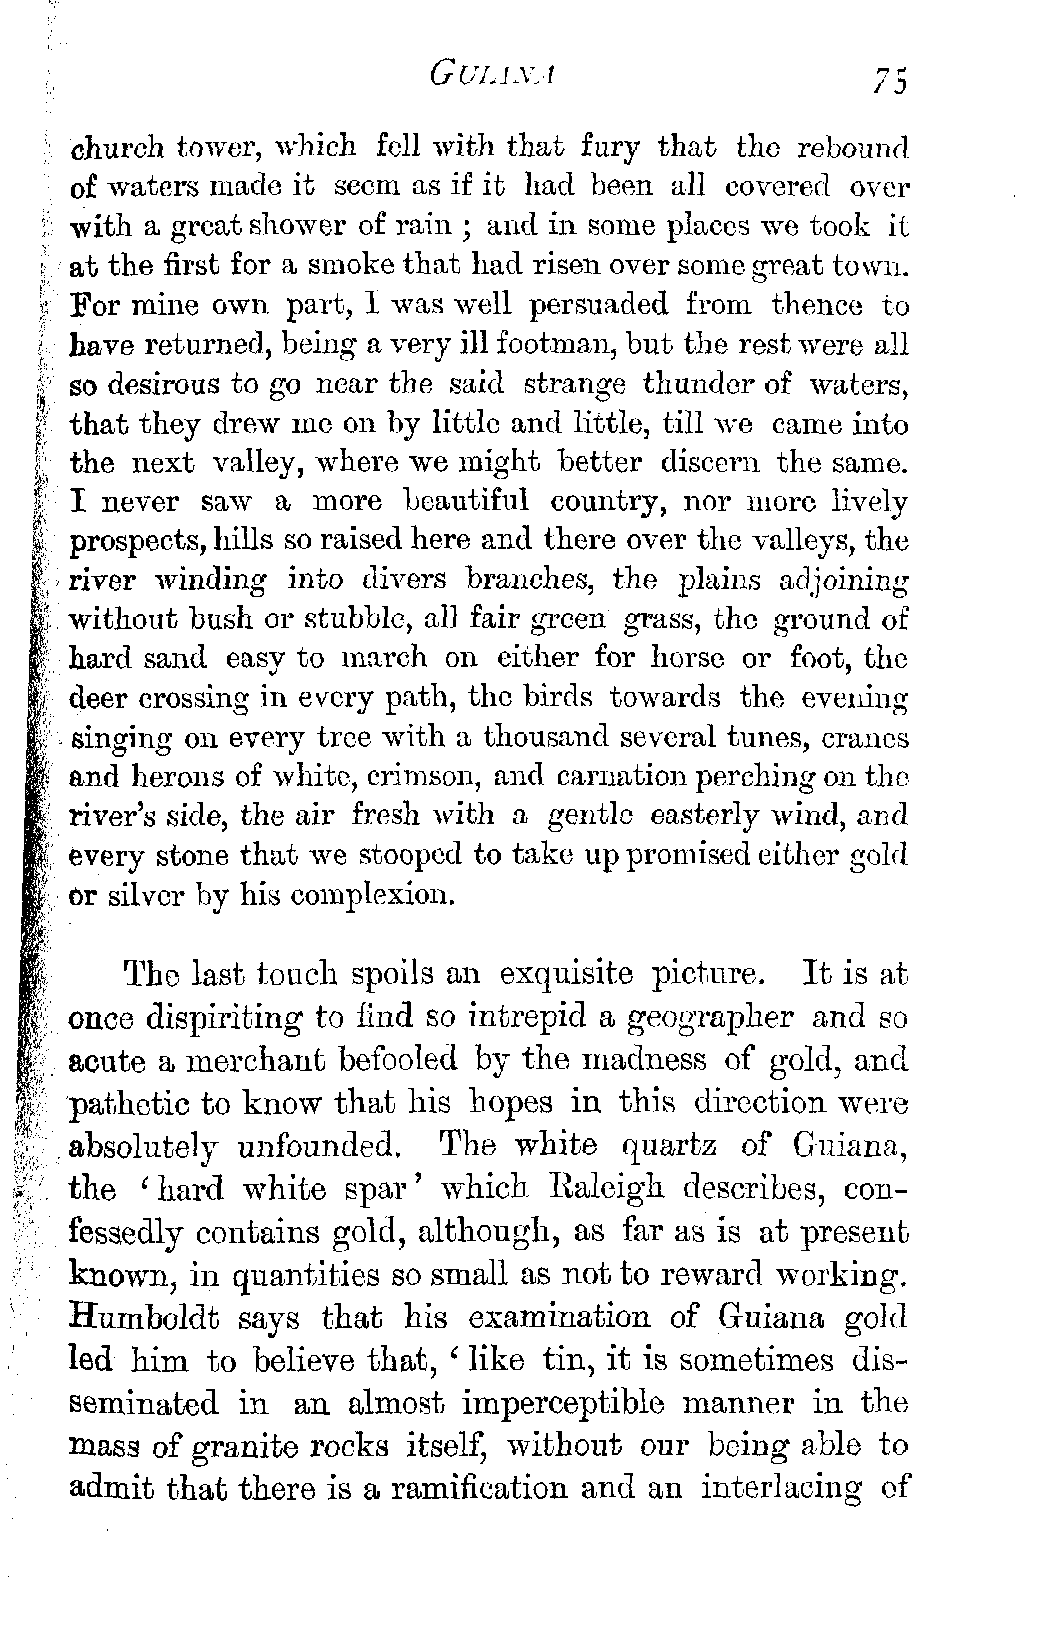 GUIANA 75
church tower, which fell with that fury that the rebound
of waters made it seem as if it had been all covered over
with a great shower of rain ; and in some places we took it
at the first for a smoke that had risen over some great town.
For mine own part, I was well persuaded from thence to
have returned, being a very ill footman, but the rest were all
so desirous to go near the said strange thunder of waters,
that they drew me on by little and little, till we came into
the next valley, where we might better discern the same.
I never saw a more beautiful country, nor more lively
prospects, hills so raised here and there over the valleys, the
river winding into divers branches, the plains adjoining
without bush or stubble, all fair green grass, the ground of
hard sand easy to march on either for horse or foot, the
deer crossing in every path, the birds towards the evening
singing on every tree with a thousand several tunes, cranes
and herons of white, crimson, and carnation perching on the
river's side, the air fresh with a gentle easterly wind, and
every stone that we stooped to take up promised either gold
or silver by his complexion.
The last touch spoils an exquisite picture. It is at
once dispiriting to find so intrepid a geographer and so
acute a merchant befooled by the madness of gold, and
pathetic to know that his hopes in this direction were
absolutely unfounded. The white quartz of Guiana,
the ‘hard white spar’ which Raleigh describes, con-
fessedly contains gold, although, as far as is at present
known, in quantities so small as not to reward working.
Humboldt says that his examination of Guiana gold
led him to believe that, ‘like tin, it is sometimes dis-
seminated in an almost imperceptible manner in the
mass of granite rocks itself, without our being able to
admit that there is a ramification and an interlacing of